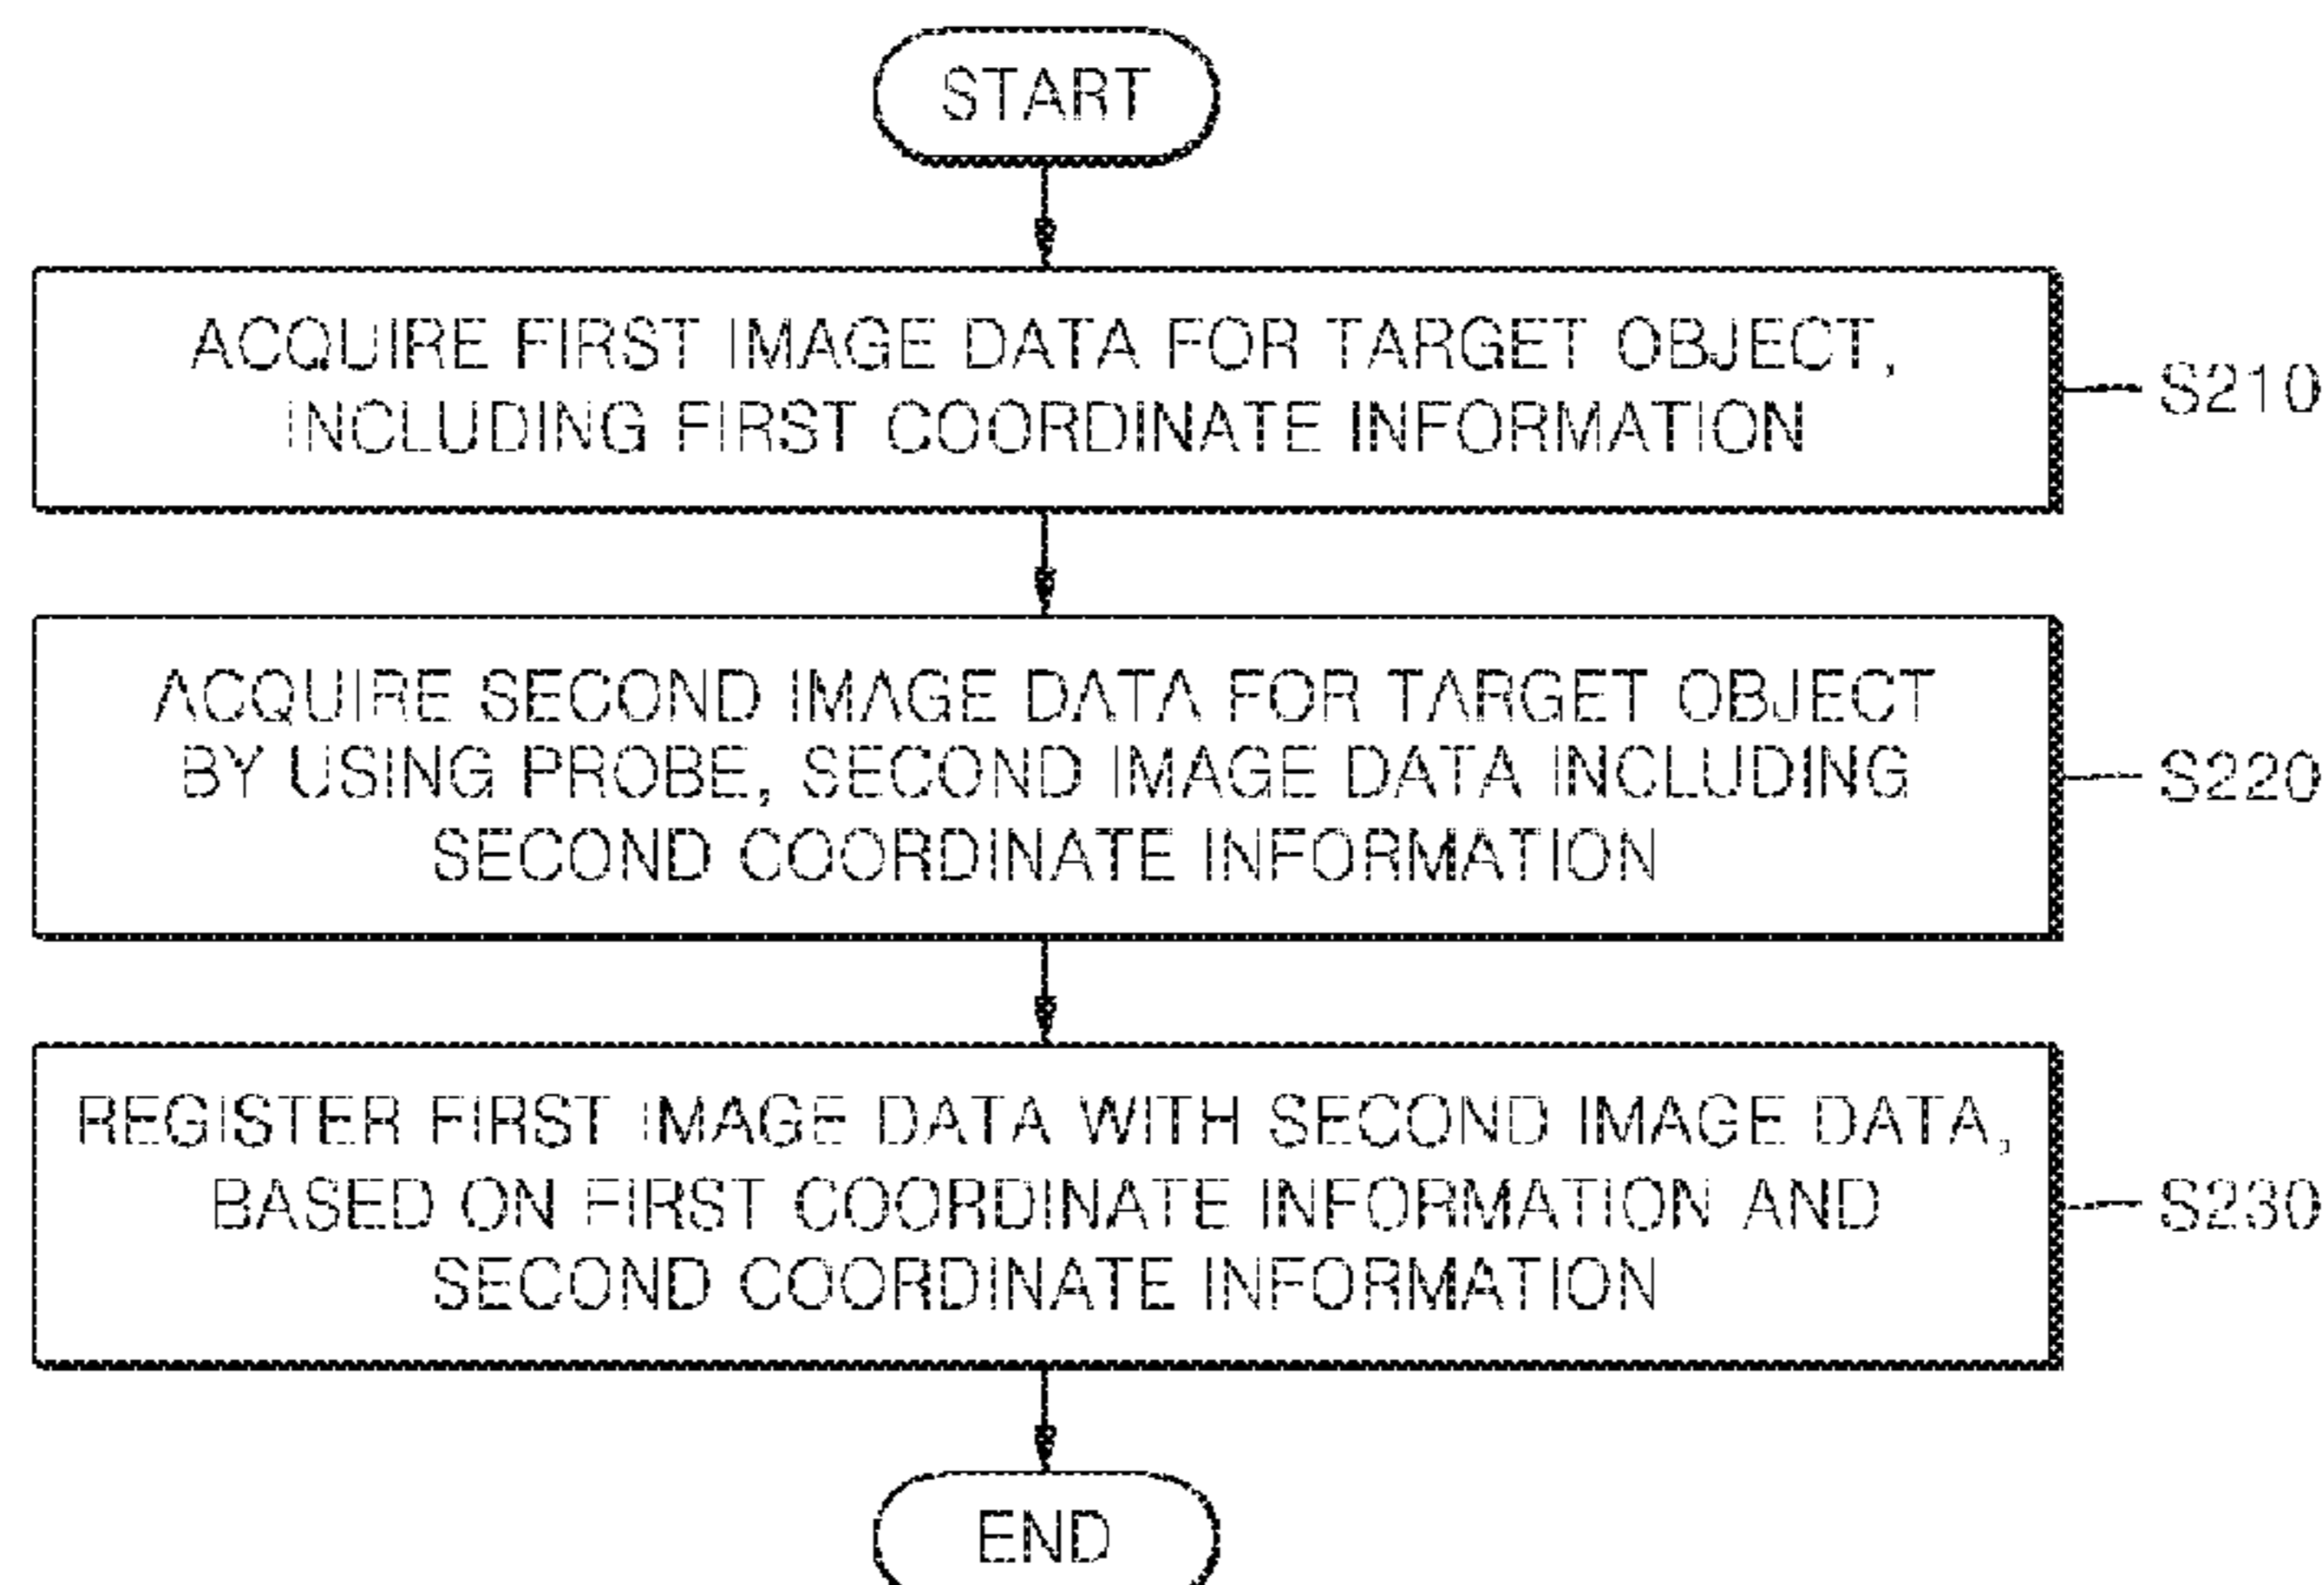 START
ACQUIRE FIRST IMAGE DATA FOR TARGET OBJECT,
INCLUDING FIRST COORDINATE INFORMATION
S210
ACQUIRE SECOND IMAGE DATA FOR TARGET OBJECT
BY USING PROBE, SECOND IMAGE DATA INCLUDING
SECOND COORDINATE INFORMATION
S220
REGISTER FIRST IMAGE DATA WITH SECOND IMAGE DATA,
BASED ON FIRST COORDINATE INFORMATION AND
SECOND COORDINATE INFORMATION
S230
END